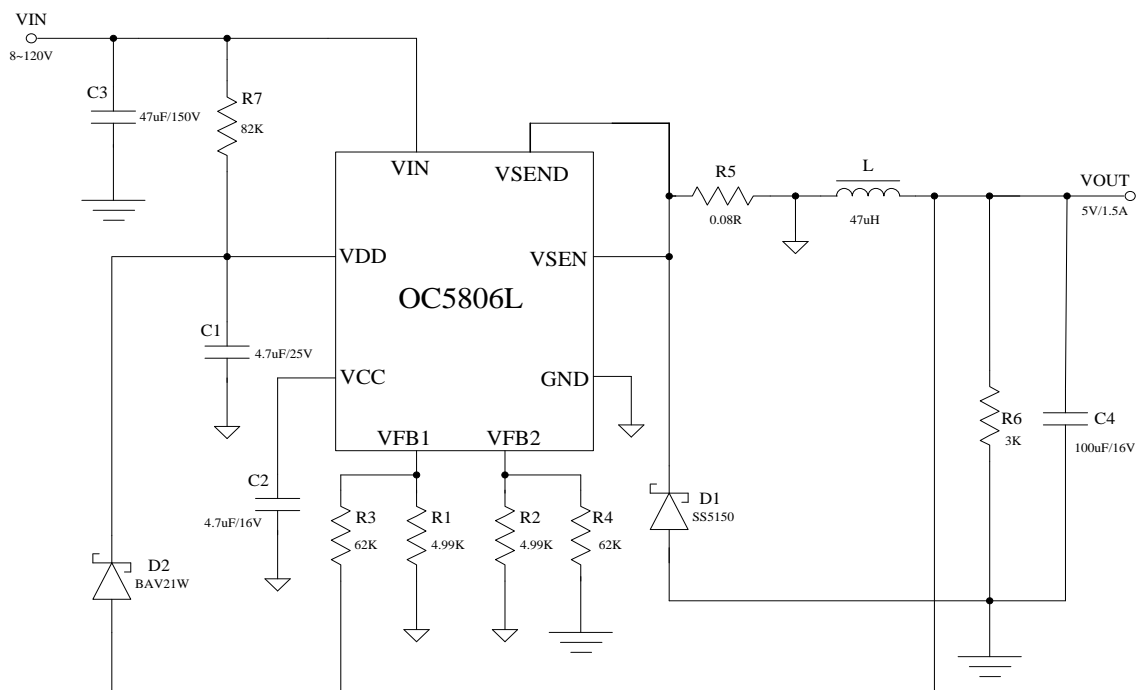 VIN
8~120V
C3
47uF/150V
R7
82K
VIN
VSEND
R5
0.08R
L
47uH
VOUT
5V/1.5A
VDD
VSEN
OC5806L
C1
4.7uF/25V
VCC
GND
R6
3K
C4
100uF/16V
VFB1
VFB2
C2
4.7uF/16V
R3
62K
R1
4.99K
R2
4.99K
R4
62K
D1
SS5150
D2
BAV21W